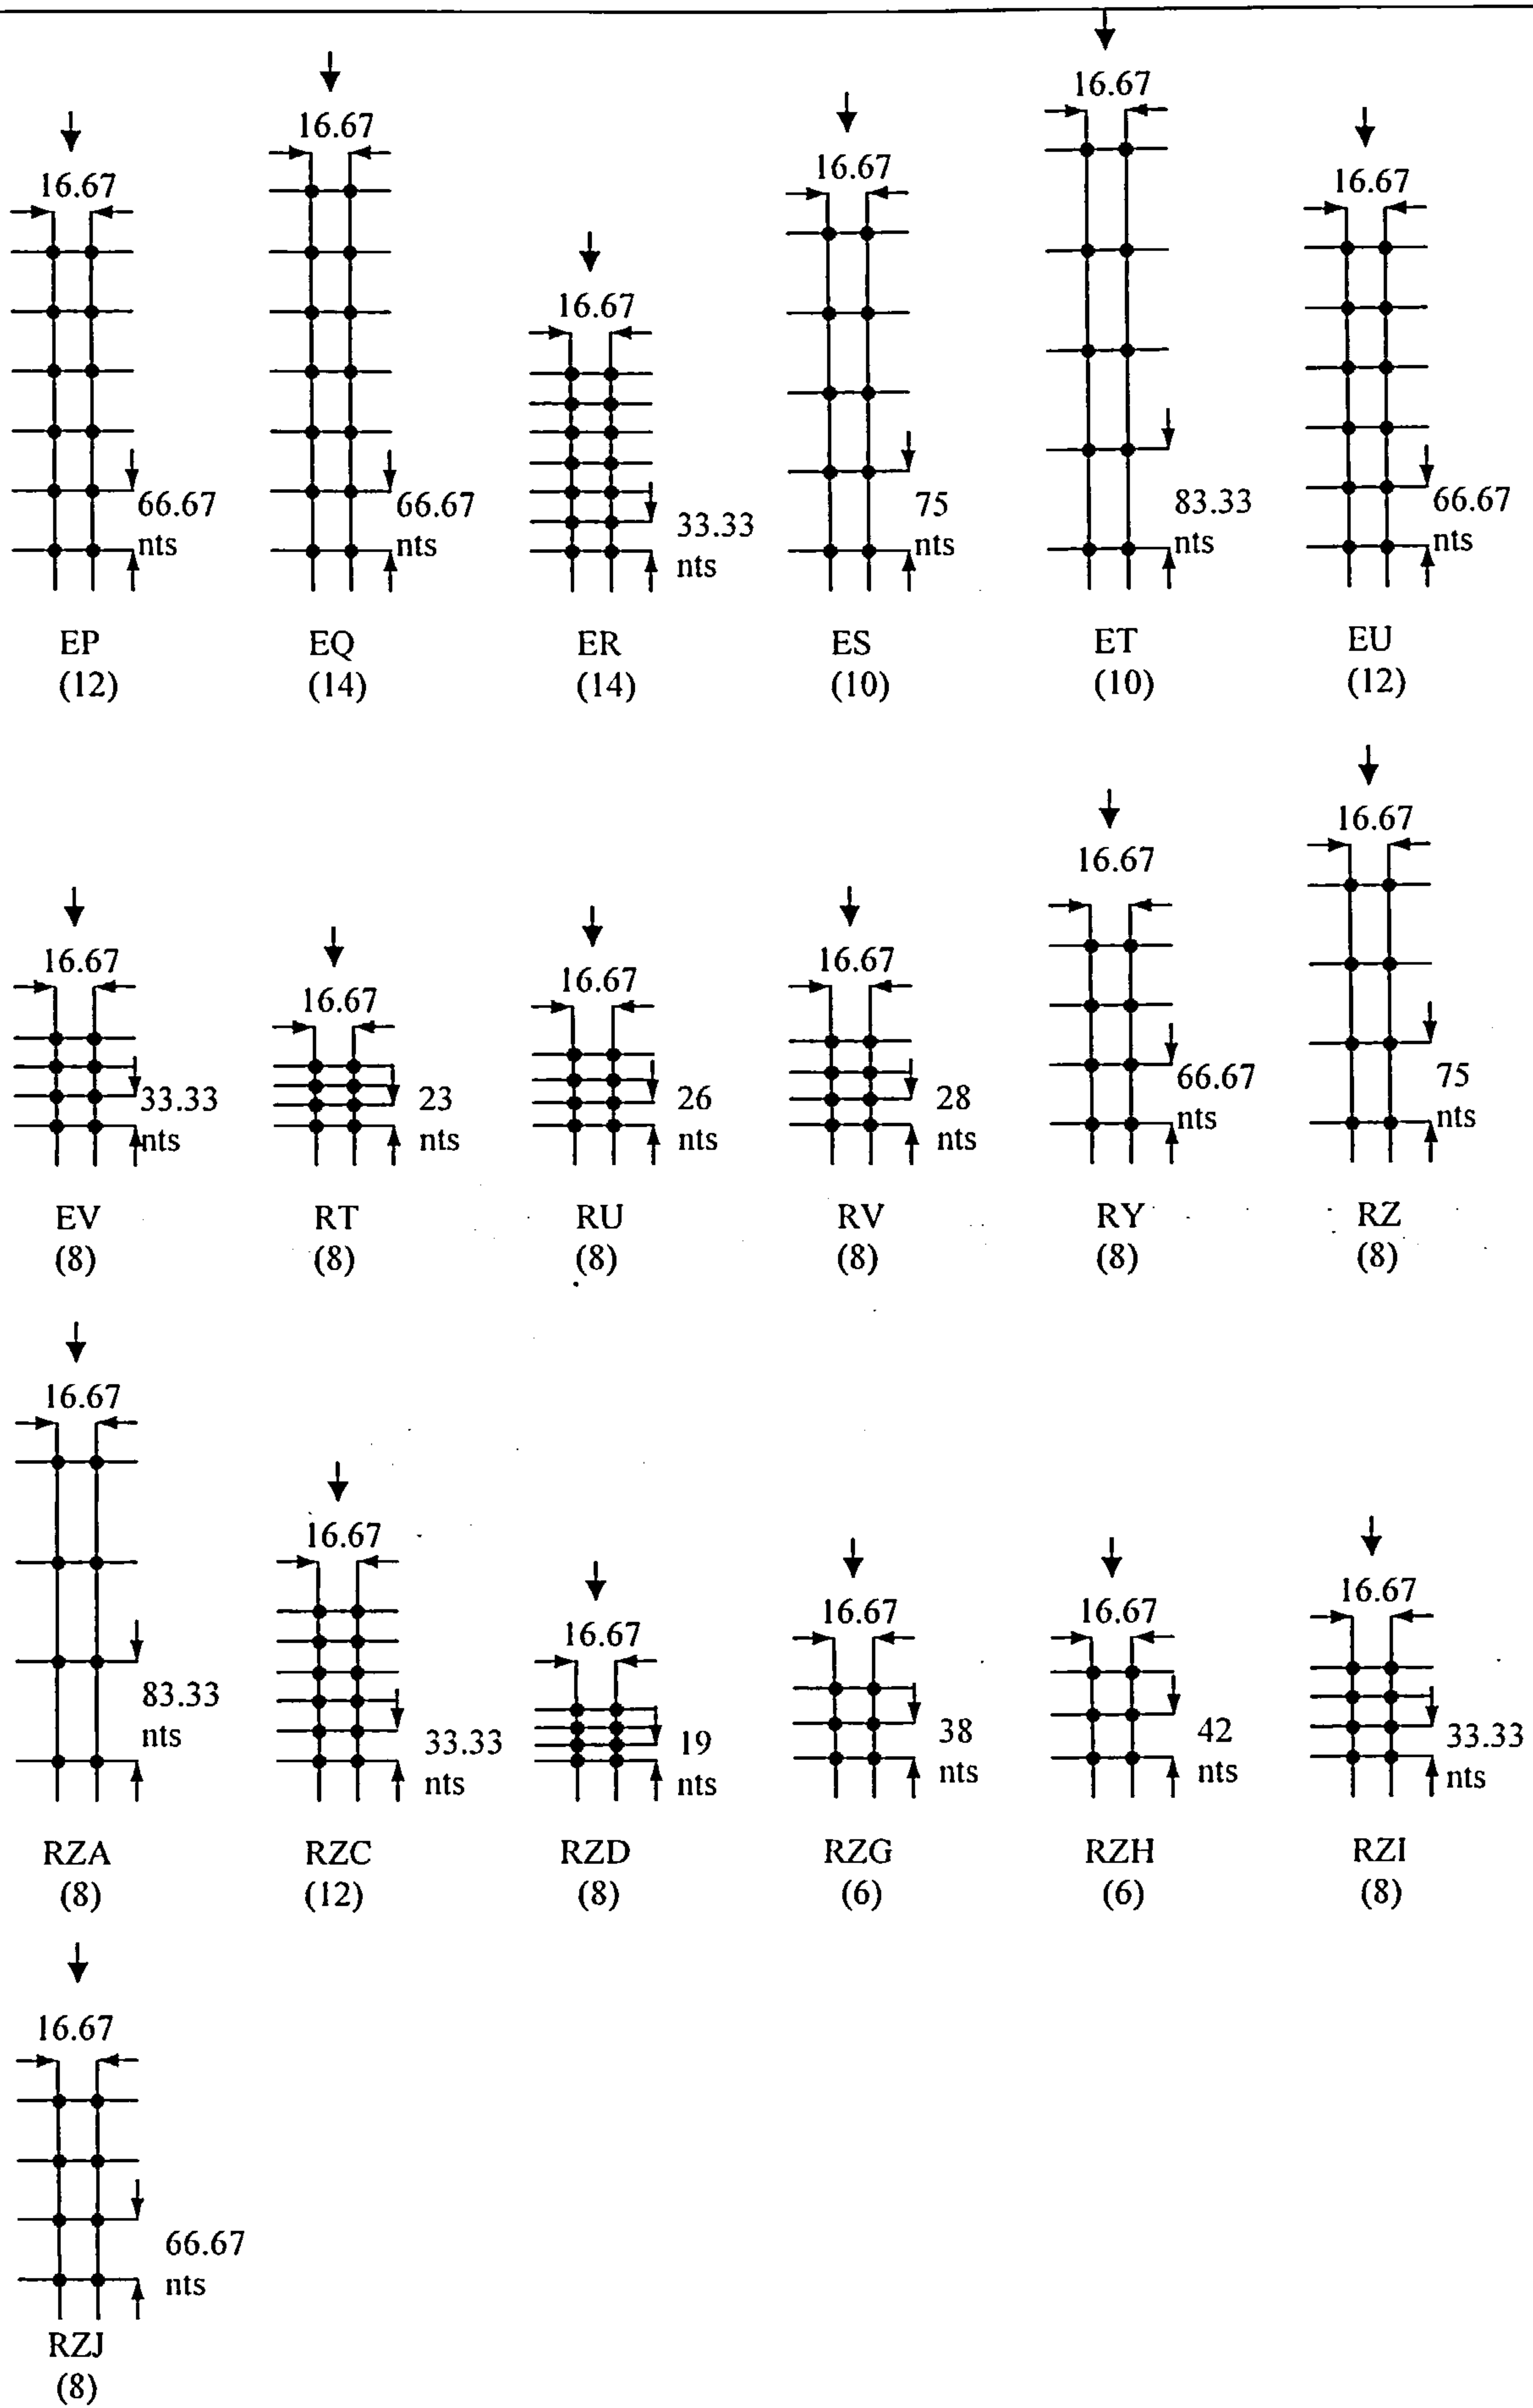 16.67
66.67
nts
EP
(12)
16.67
66.67
nts
EQ
(14)
16.67
33.33
nts
ER
(14)
16.67
75
nts
ES
(10)
16.67
83.33
nts
ET
(10)
16.67
66.67
nts
EU
(12)
16.67
33.33
nts
EV
(8)
16.67
23
nts
RT
(8)
16.67
26
nts
RU
(8)
16.67
28
nts
RV
(8)
16.67
66.67
nts
RY
(8)
16.67
75
nts
RZ
(8)
16.67
83.33
nts
RZA
(8)
16.67
33.33
nts
RZC
(12)
16.67
19
nts
RZD
(8)
16.67
38
nts
RZG
(6)
16.67
42
nts
RZH
(6)
16.67
33.33
nts
RZI
(8)
16.67
66.67
nts
RZJ
(8)